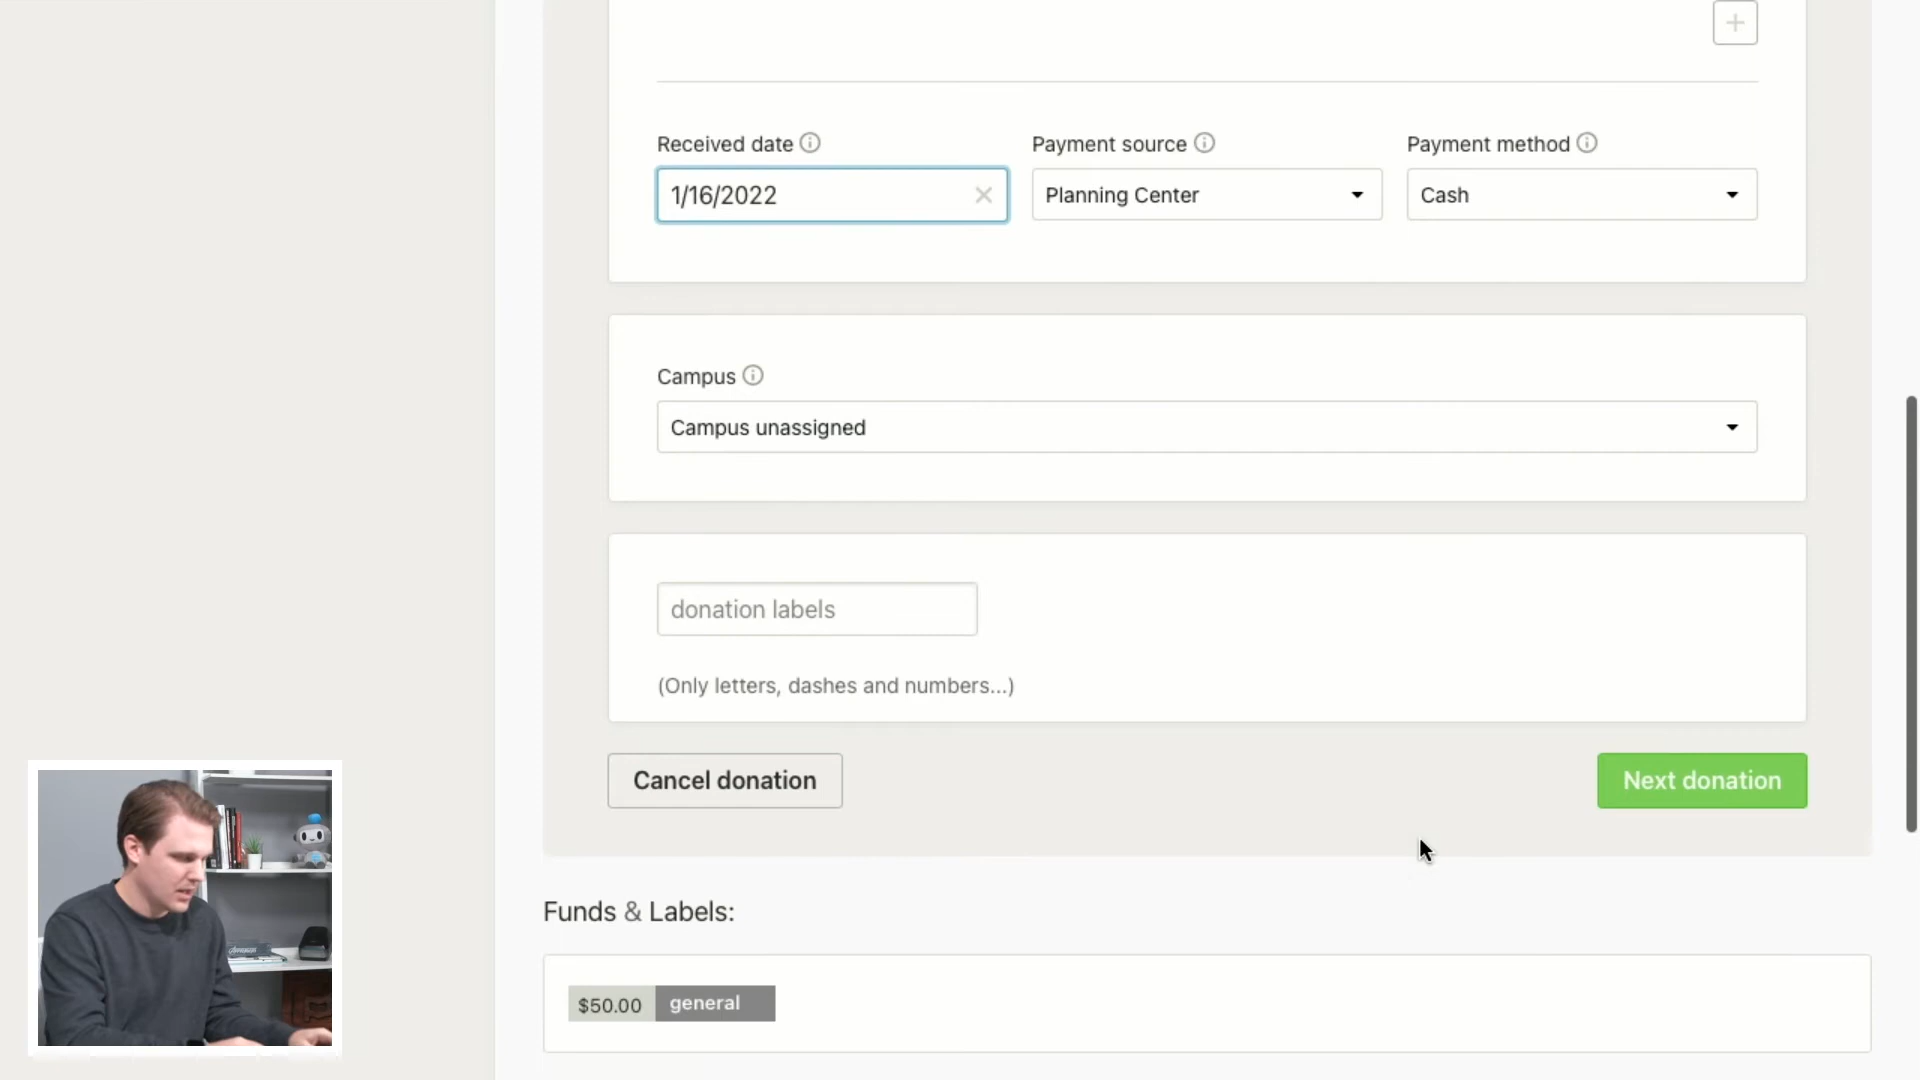 Received date
Payment source
Payment method
1/16/2022
Planning Center
Cash
Campus
Campus unassigned
donation labels
(Only letters, dashes and numbers...)
Cancel donation
Next donation
Funds & Labels:
$50.00 general